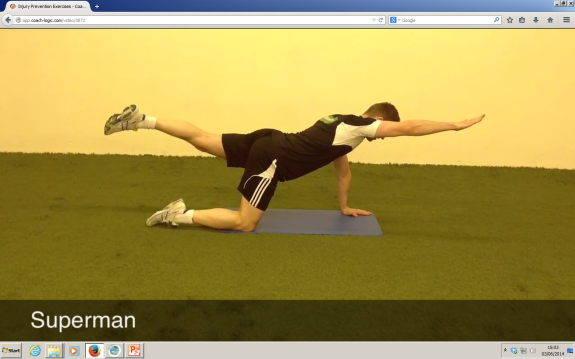 Injury Prevention Exercises - Coa...
app.coach-logic.com/video/3872
Google
Superman
Start
16:03
03/06/2014